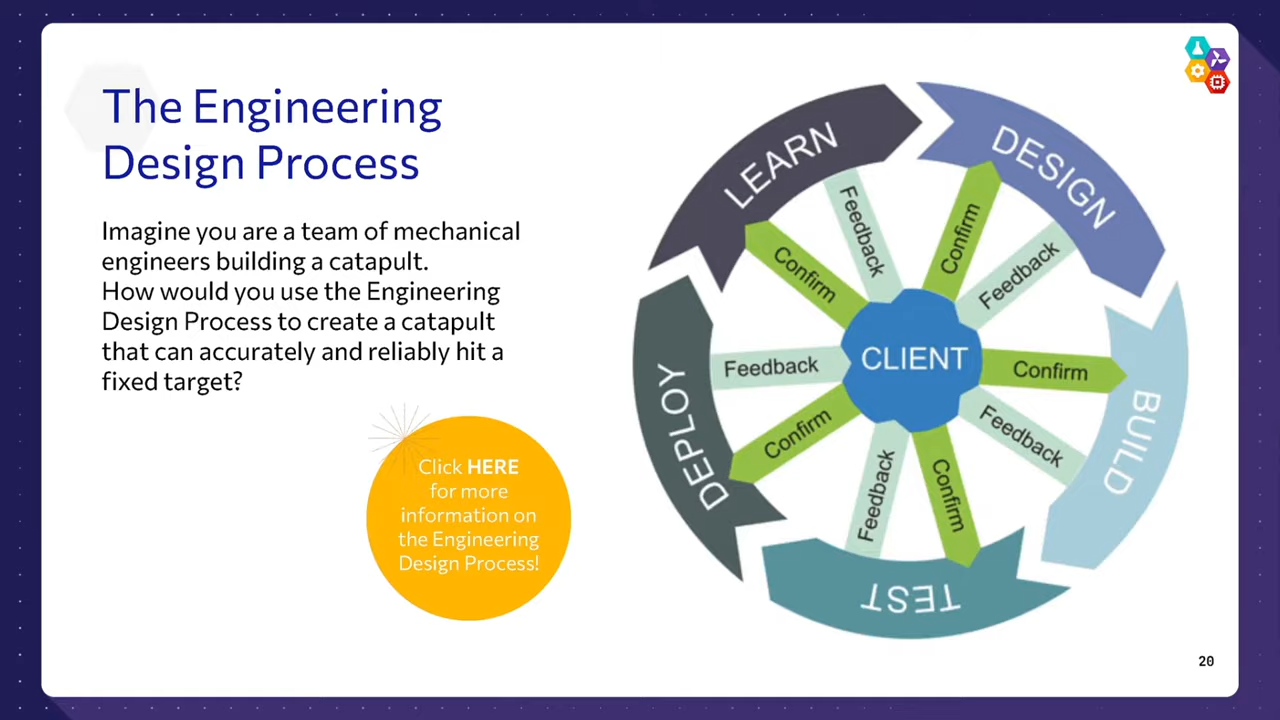 The Engineering
Design Process
Imagine you are a team of mechanical
engineers building a catapult.
How would you use the Engineering
Design Process to create a catapult
that can accurately and reliably hit a
fixed target?
Click HERE
for more
information on
the Engineering
Design Process!
LEARN
DESIGN
BUILD
TEST
DEPLOY
CLIENT
Feedback
Confirm
Feedback
Confirm
Feedback
Confirm
Feedback
Confirm
Feedback
Confirm
20